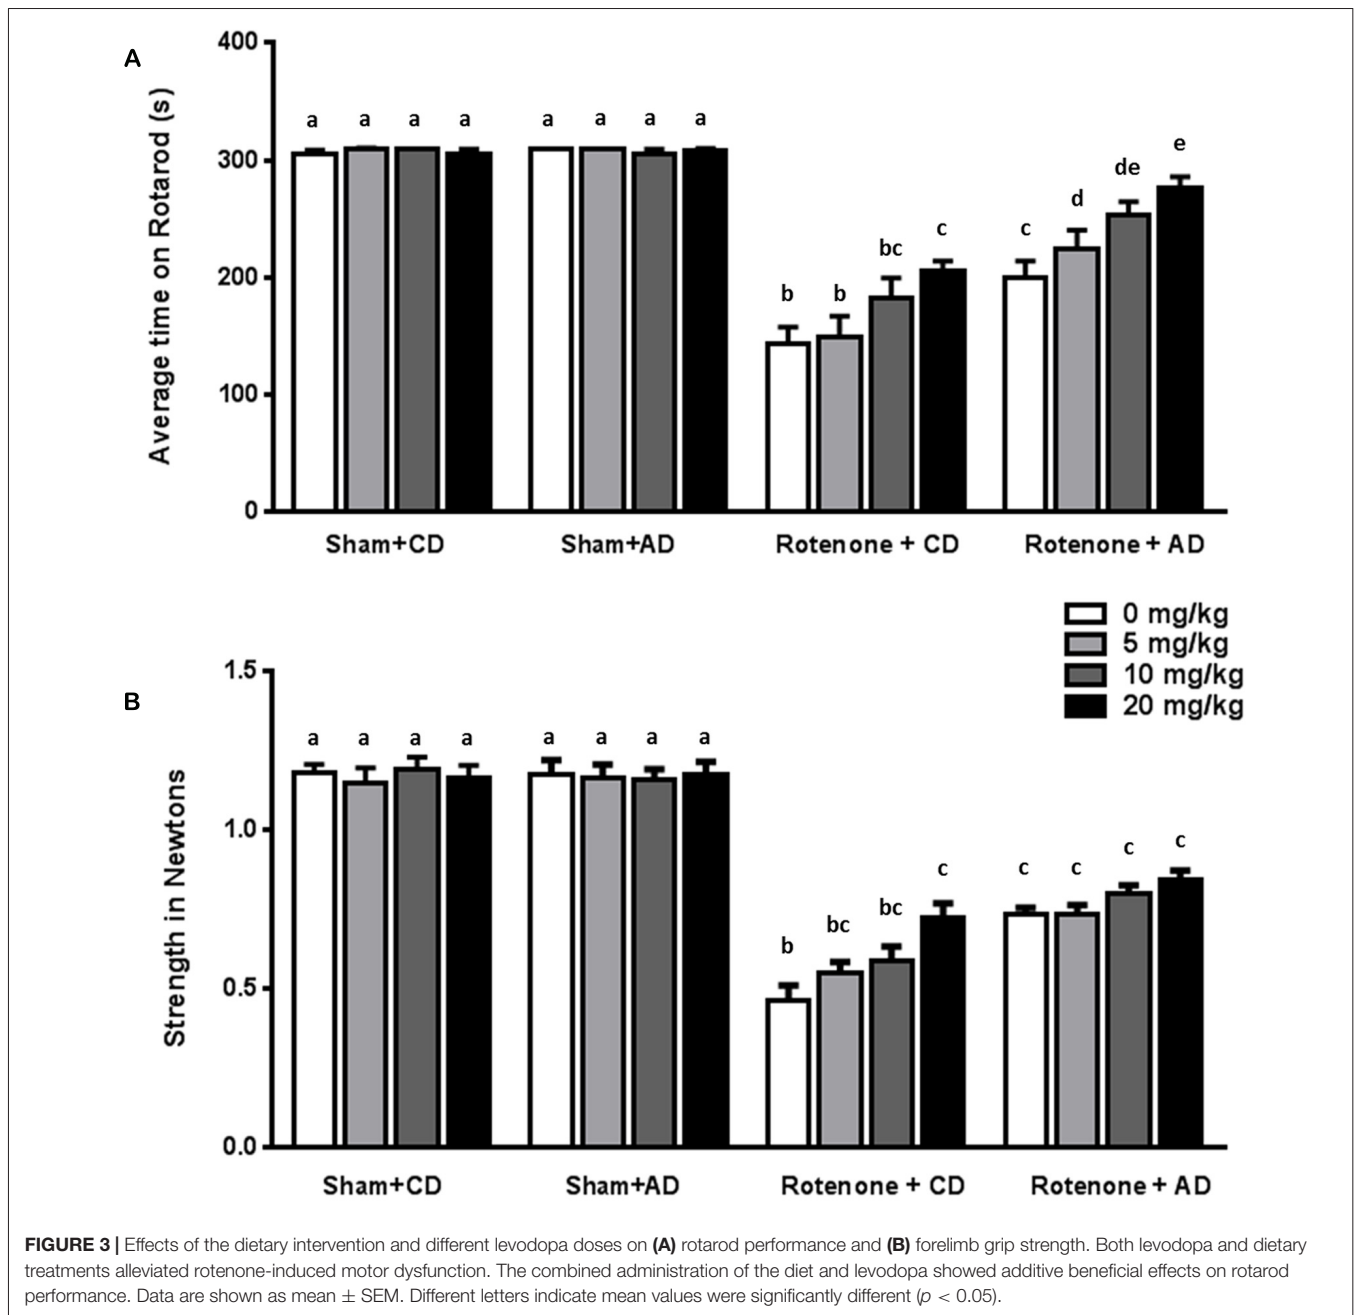 A
Average time on Rotarod (s)
400
300
200
100
0
a a a a a a a a b b bc c c d de e
Sham+CD Sham+AD Rotenone + CD Rotenone + AD
0 mg/kg
5 mg/kg
10 mg/kg
20 mg/kg
B
Strength in Newtons
1.5
1.0
0.5
0.0
a a a a a a a a b bc bc c c c c c
Sham+CD Sham+AD Rotenone + CD Rotenone + AD
FIGURE 3 | Effects of the dietary intervention and different levodopa doses on (A) rotarod performance and (B) forelimb grip strength. Both levodopa and dietary
treatments alleviated rotenone-induced motor dysfunction. The combined administration of the diet and levodopa showed additive beneficial effects on rotarod
performance. Data are shown as mean ± SEM. Different letters indicate mean values were significantly different (p < 0.05).